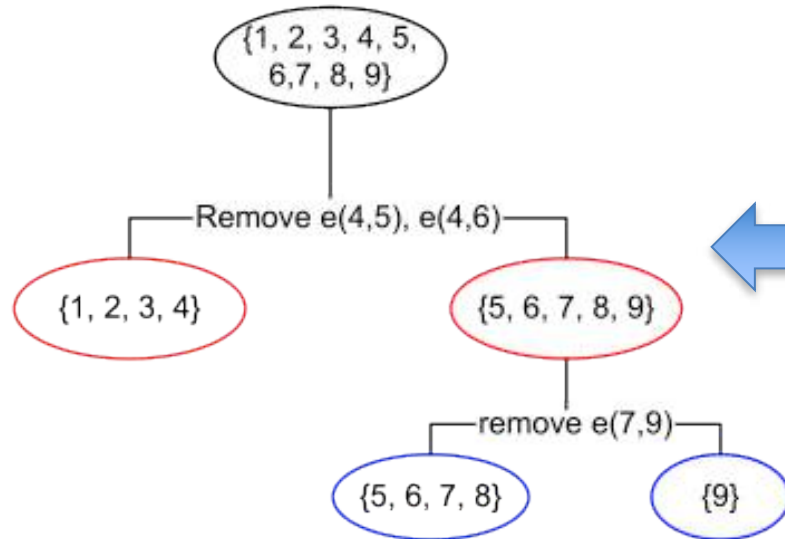 {1, 2, 3, 4, 5,
6,7, 8, 9}
Remove e(4,5), e(4,6)
{1, 2, 3, 4}
{5, 6, 7, 8, 9}
remove e(7,9)
{5, 6, 7, 8}
{9}